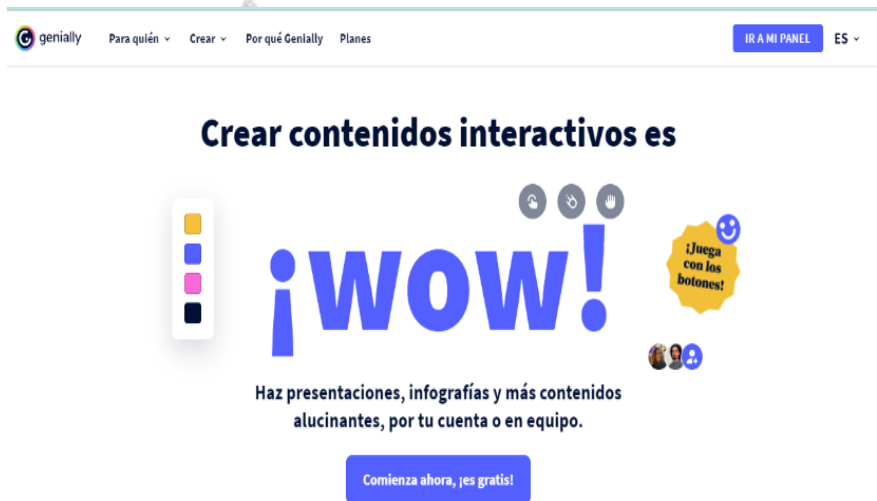 genially
Para quién
Crear
Por qué Genially
Planes
IR A MI PANEL
ES
Crear contenidos interactivos es
¡WOW!
¡Juega
con los
botones!
Haz presentaciones, infografías y más contenidos
alucinantes, por tu cuenta o en equipo.
Comienza ahora, ¡es gratis!